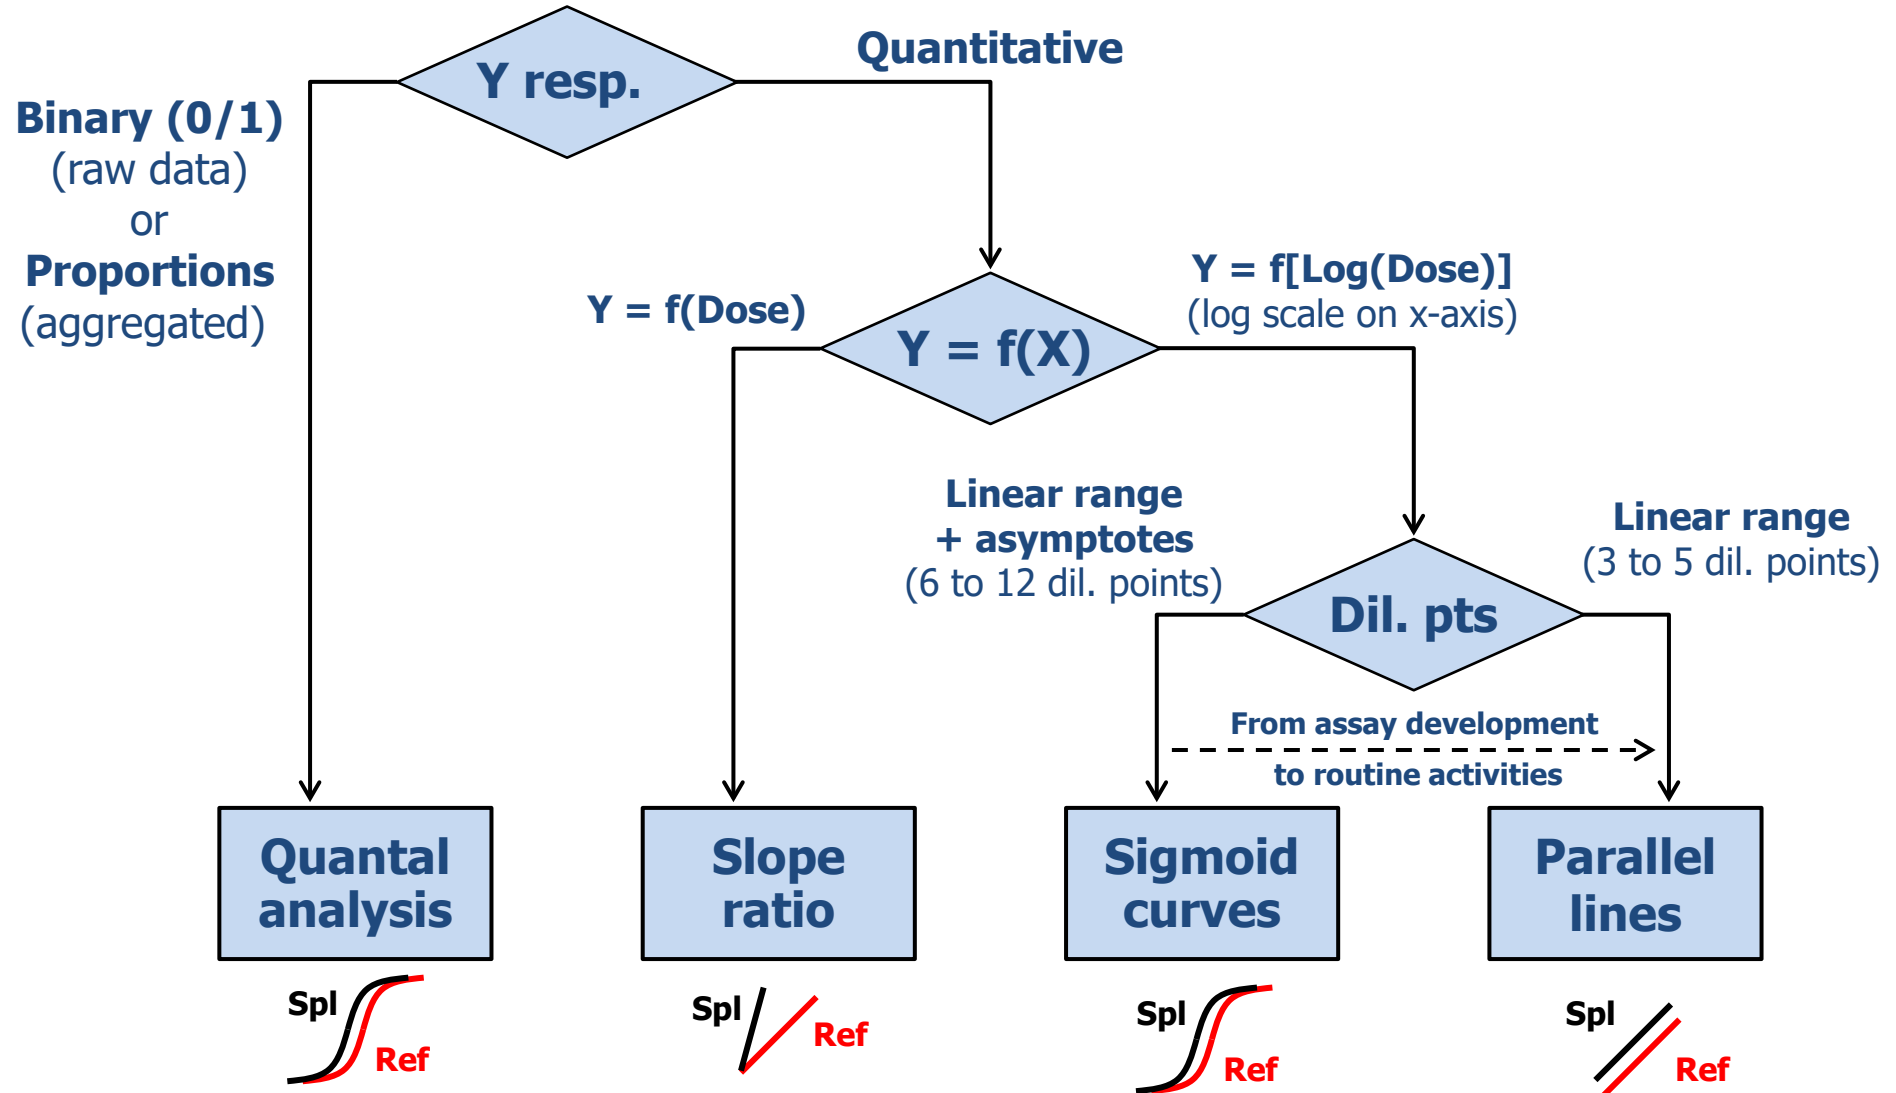 Y resp.
Quantitative
Binary (0/1)
(raw data)
or
Proportions
(aggregated)
Y = f(Dose)
Y = f(X)
Y = f[Log(Dose)]
(log scale on x-axis)
Linear range
+ asymptotes
(6 to 12 dil. points)
Linear range
(3 to 5 dil. points)
Dil. pts
From assay development
to routine activities
Quantal
analysis
Slope
ratio
Sigmoid
curves
Parallel
lines
Spl
Ref
Spl
Ref
Spl
Ref
Spl
Ref